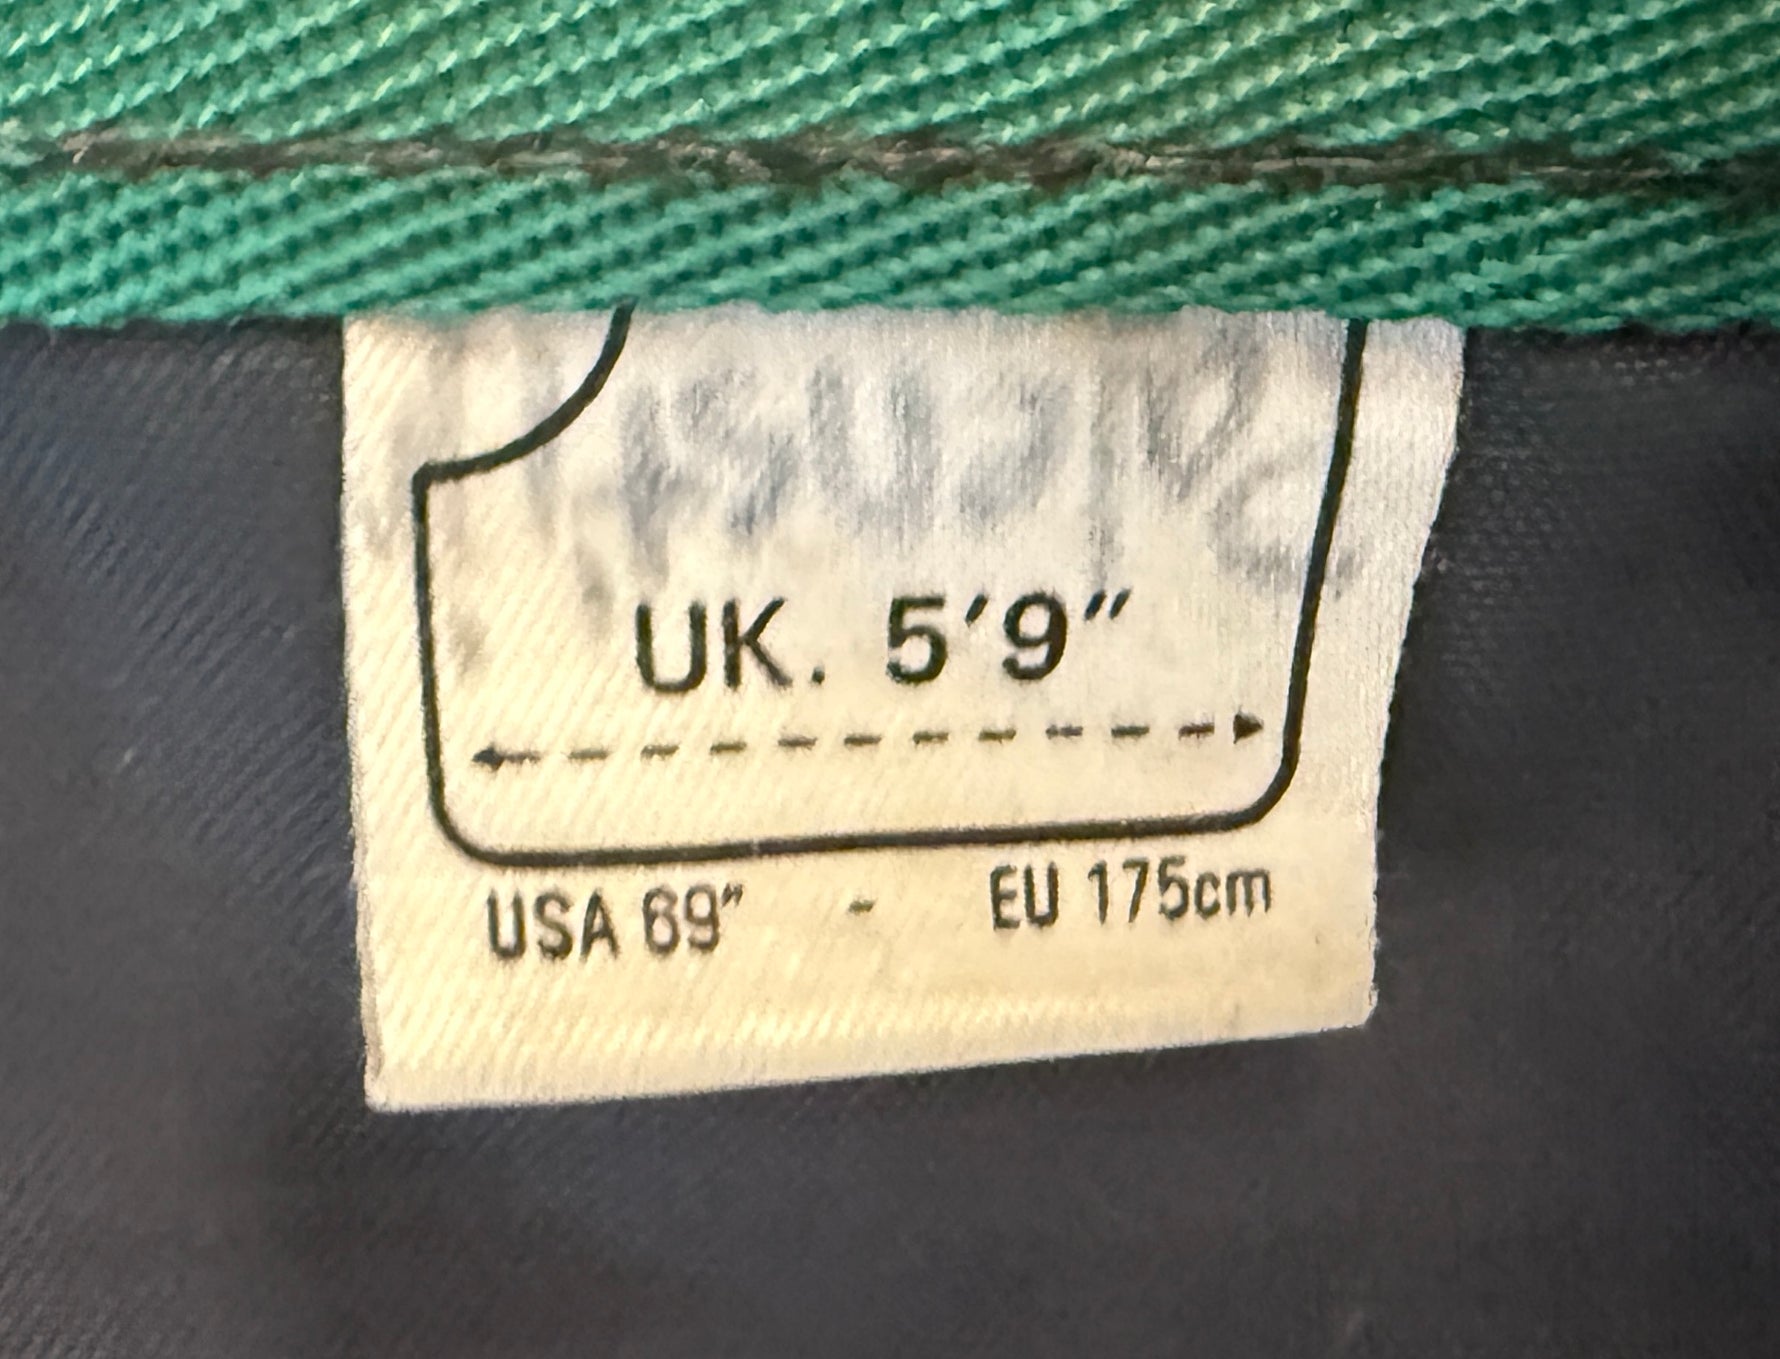 UK. 5'9"
USA 69" - EU 175cm